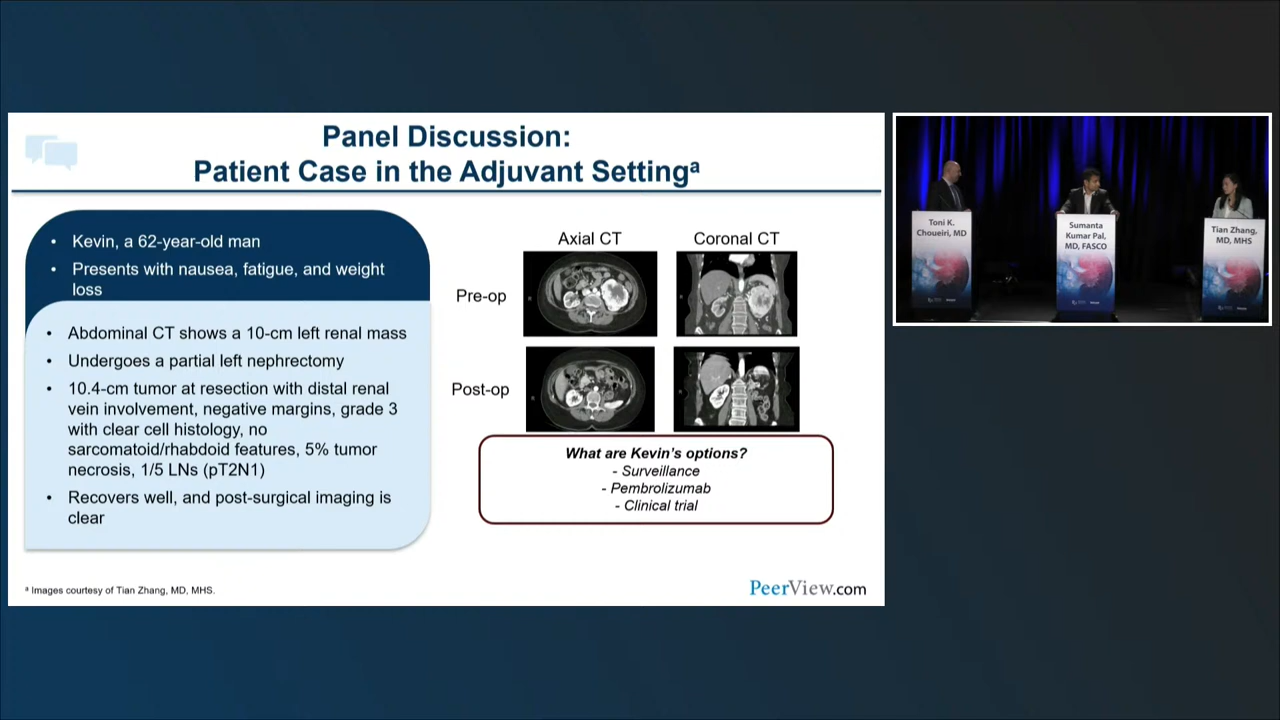 Panel Discussion:
Patient Case in the Adjuvant Settingᵃ
• Kevin, a 62-year-old man
• Presents with nausea, fatigue, and weight
loss
• Abdominal CT shows a 10-cm left renal mass
• Undergoes a partial left nephrectomy
• 10.4-cm tumor at resection with distal renal
vein involvement, negative margins, grade 3
with clear cell histology, no
sarcomatoid/rhabdoid features, 5% tumor
necrosis, 1/5 LNs (pT2N1)
• Recovers well, and post-surgical imaging is
clear
Axial CT
Coronal CT
Pre-op
Post-op
What are Kevin's options?
- Surveillance
- Pembrolizumab
- Clinical trial
ᵃ Images courtesy of Tian Zhang, MD, MHS.
PeerView.com
Toni K.
Choueiri, MD
Sumanta
Kumar Pal,
MD, FASCO
Tian Zhang,
MD, MHS